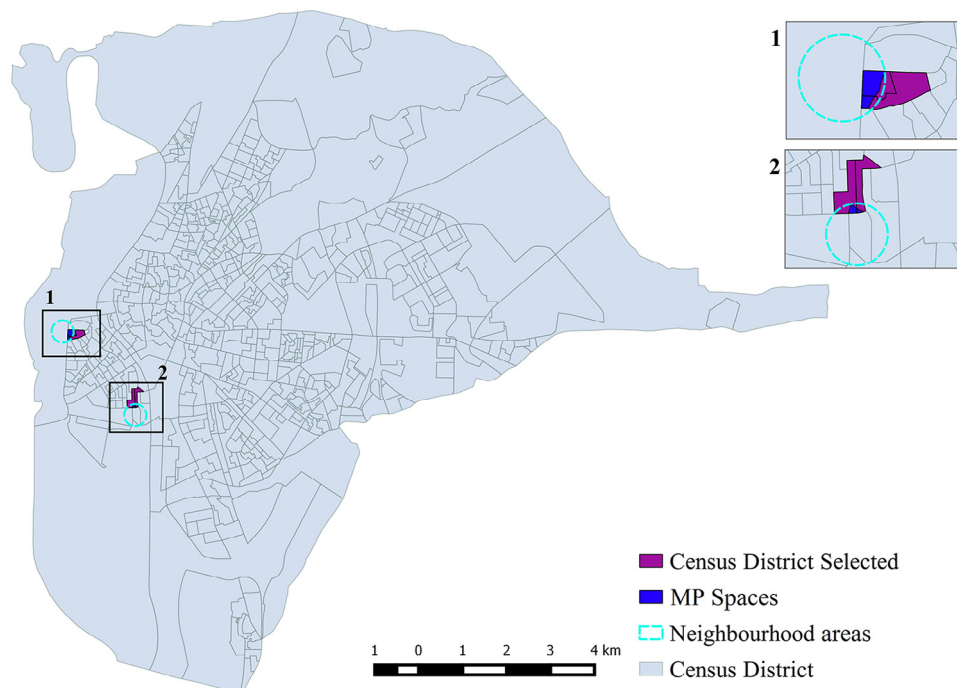 1
2
1
2
Census District Selected
MP Spaces
Neighbourhood areas
Census District
1 0 1 2 3 4 km